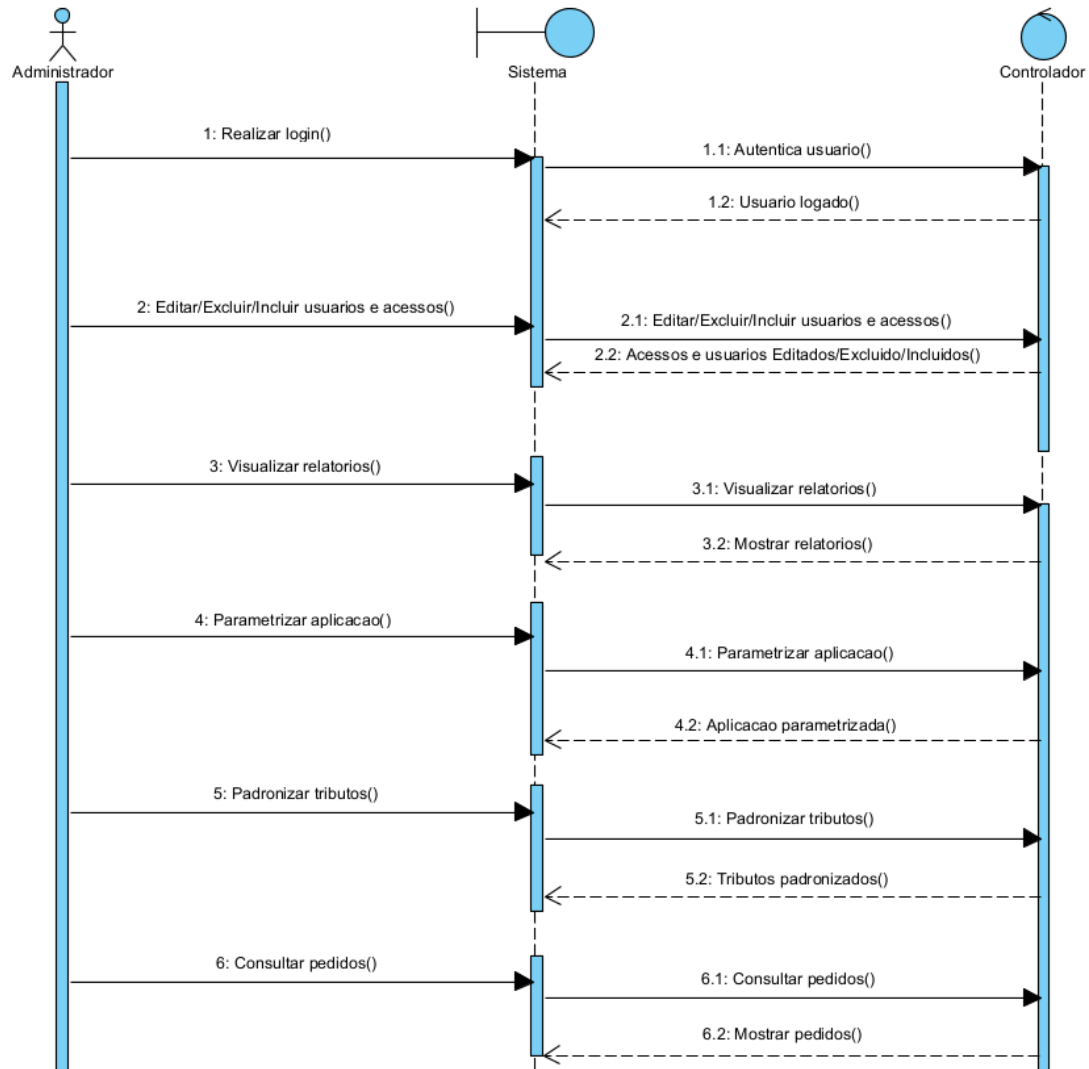 Administrador
Sistema
Controlador
1: Realizar login()
1.1: Autentica usuario()
1.2: Usuario logado()
2: Editar/Excluir/Incluir usuarios e acessos()
2.1: Editar/Excluir/Incluir usuarios e acessos()
2.2: Acessos e usuarios Editados/Excluido/Incluidos()
3: Visualizar relatorios()
3.1: Visualizar relatorios()
3.2: Mostrar relatorios()
4: Parametrizar aplicacao()
4.1: Parametrizar aplicacao()
4.2: Aplicacao parametrizada()
5: Padronizar tributos()
5.1: Padronizar tributos()
5.2: Tributos padronizados()
6: Consultar pedidos()
6.1: Consultar pedidos()
6.2: Mostrar pedidos()